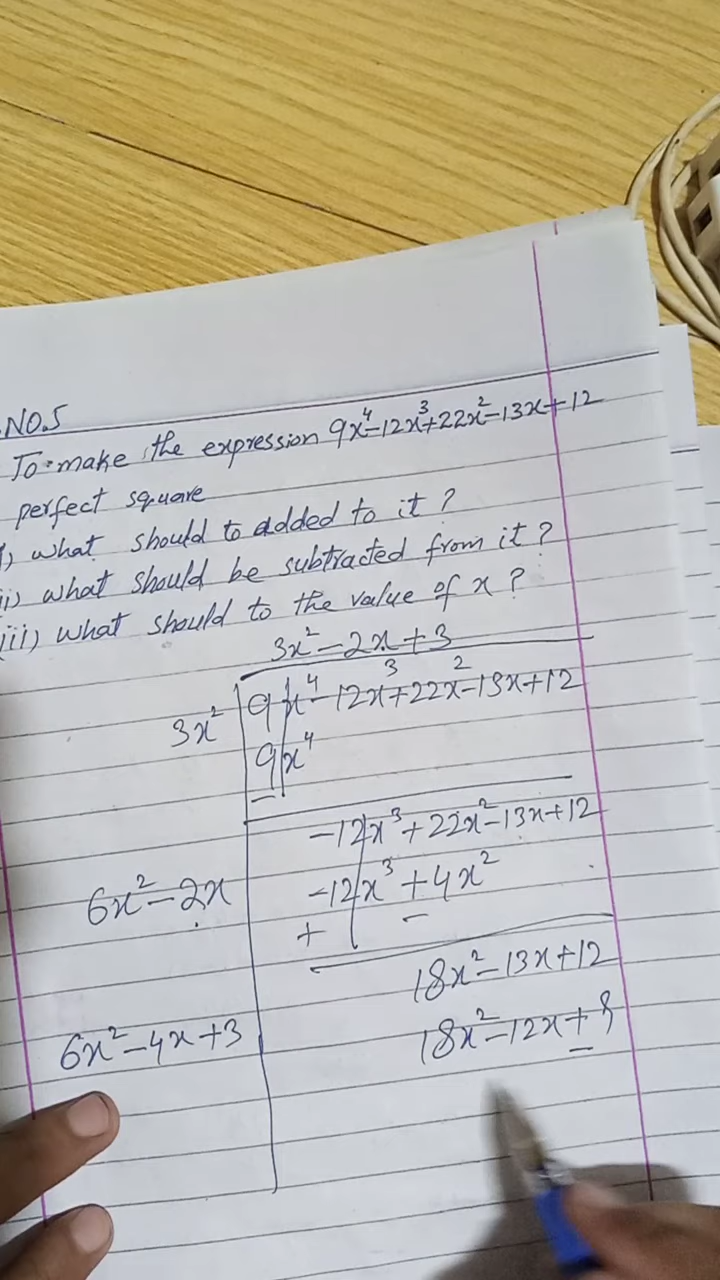 .NO.5
To make the expression 9x⁴-12x³+22x²-13x+12
perfect square
), what should to added to it ?
ii) what should be subtracted from it ?
(iii) what should to the value of x ?
3x²-2x+3
3x² 9x⁴-12x³+22x²-13x+12
9x⁴
-
-12x³+22x²-13x+12
6x²-2x -12x³+4x²
+ -
18x²-13x+12
6x²-4x+3 18x²-12x+9
-